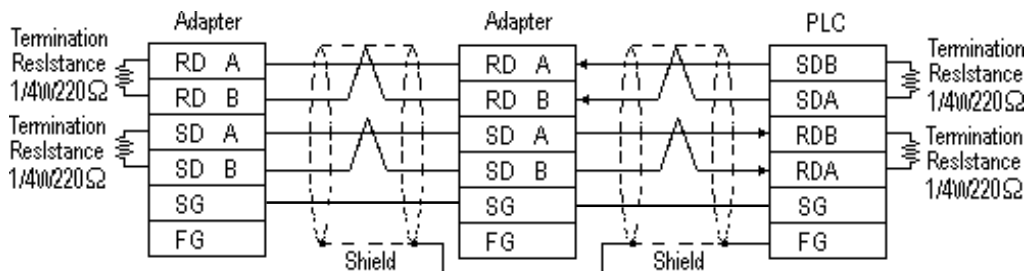 Adapter
Adapter
PLC
Termination
ResIstance
1/4W220Ω
Termination
ResIstance
1/4W220Ω
RD A
RD B
SD A
SD B
SG
FG
Shield
RD A
RD B
SD A
SD B
SG
FG
Shield
SDB
SDA
RDB
RDA
SG
FG
Termination
ResIstance
1/4W220Ω
Termination
ResIstance
1/4W220Ω